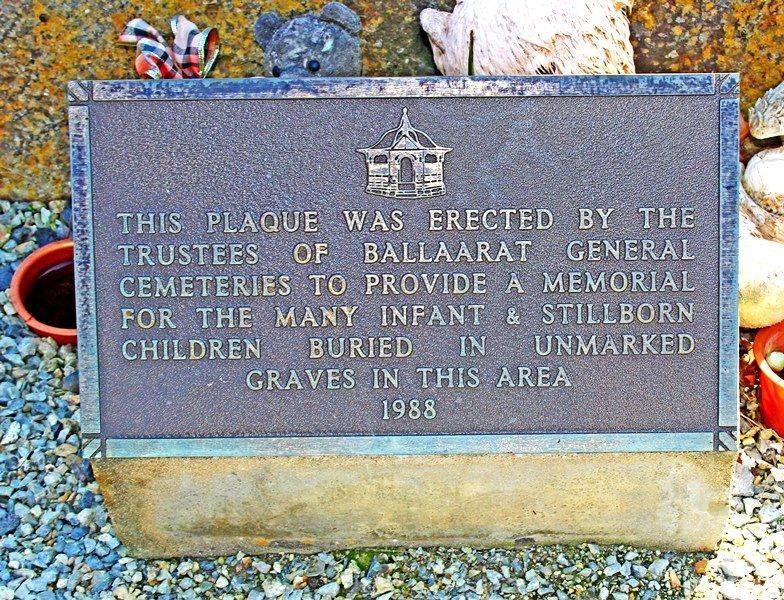 THIS PLAQUE WAS ERECTED BY THE
TRUSTEES OF BALLAARAT GENERAL
CEMETERIES TO PROVIDE A MEMORIAL
FOR THE MANY INFANT & STILLBORN
CHILDREN BURIED IN UNMARKED
GRAVES IN THIS AREA
1988